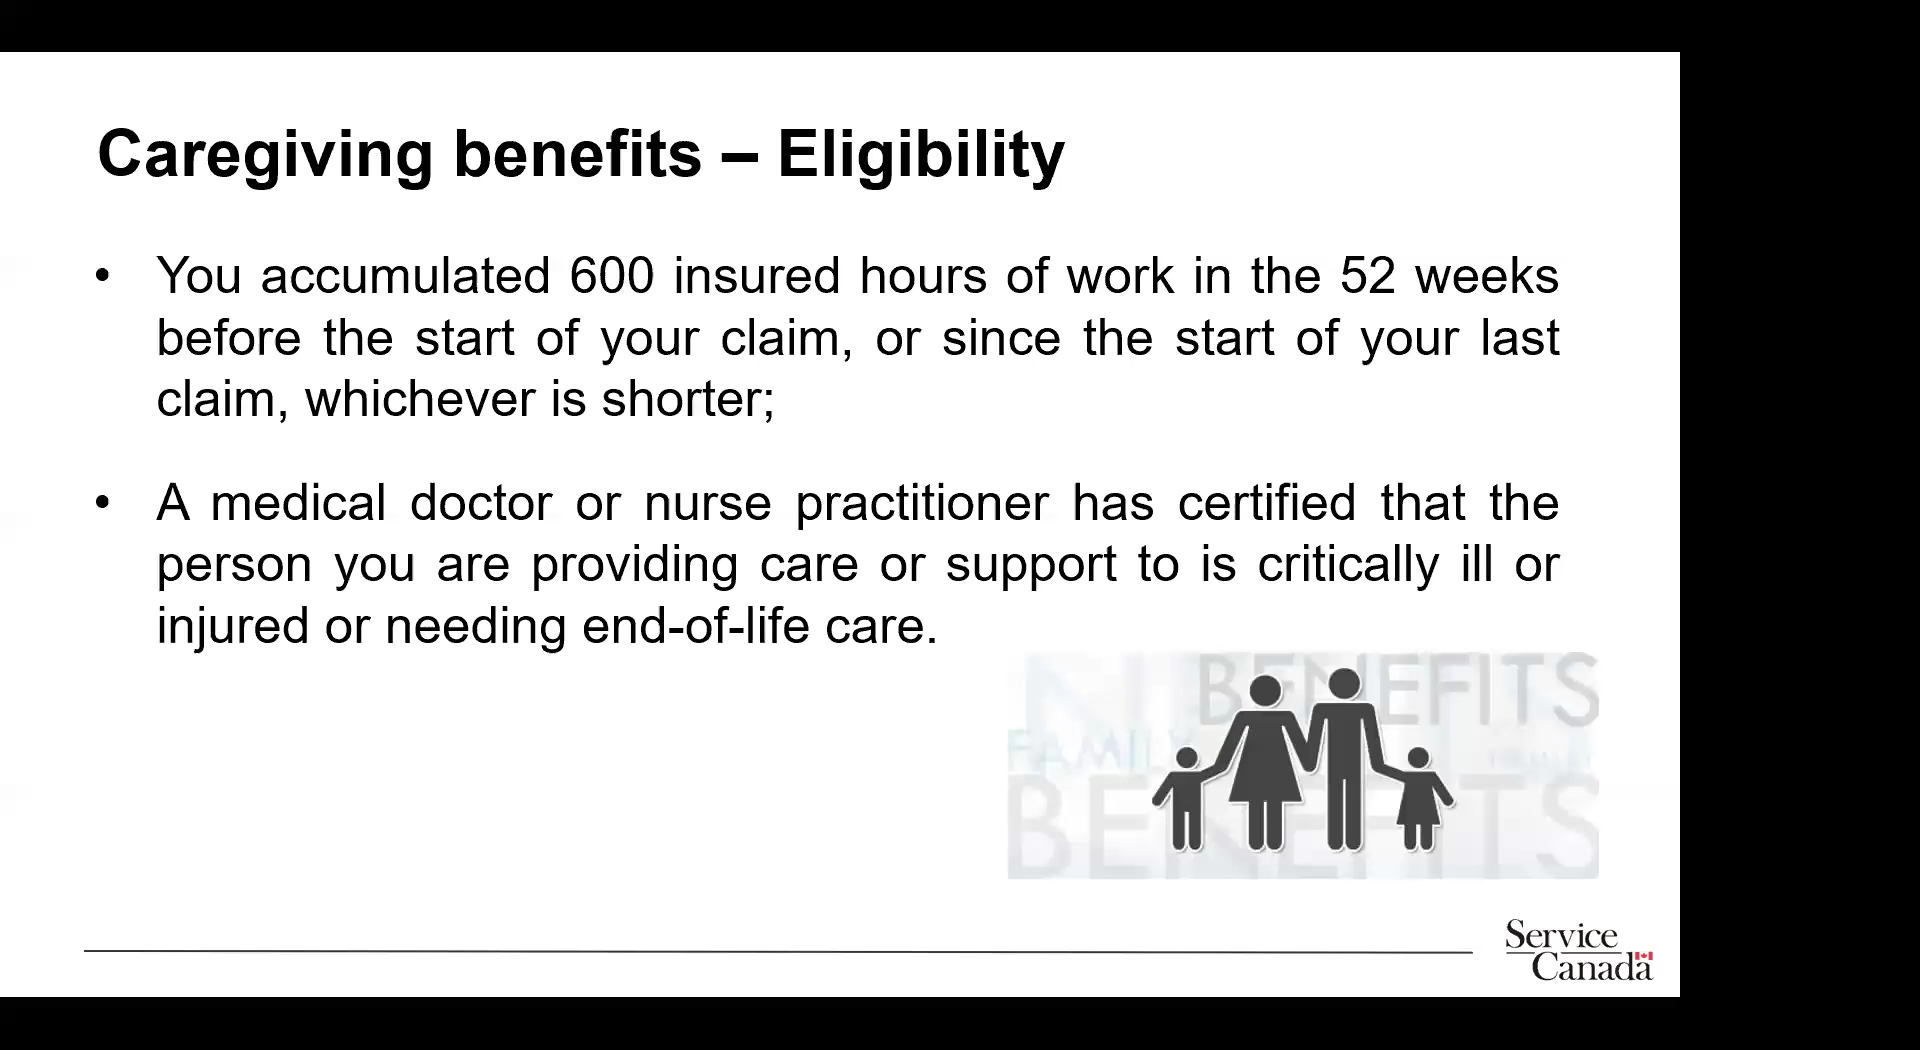 Caregiving benefits – Eligibility
• You accumulated 600 insured hours of work in the 52 weeks
before the start of your claim, or since the start of your last
claim, whichever is shorter;
• A medical doctor or nurse practitioner has certified that the
person you are providing care or support to is critically ill or
injured or needing end-of-life care.
BENEFITS
FAMILY
BENEFITS
Service
Canada